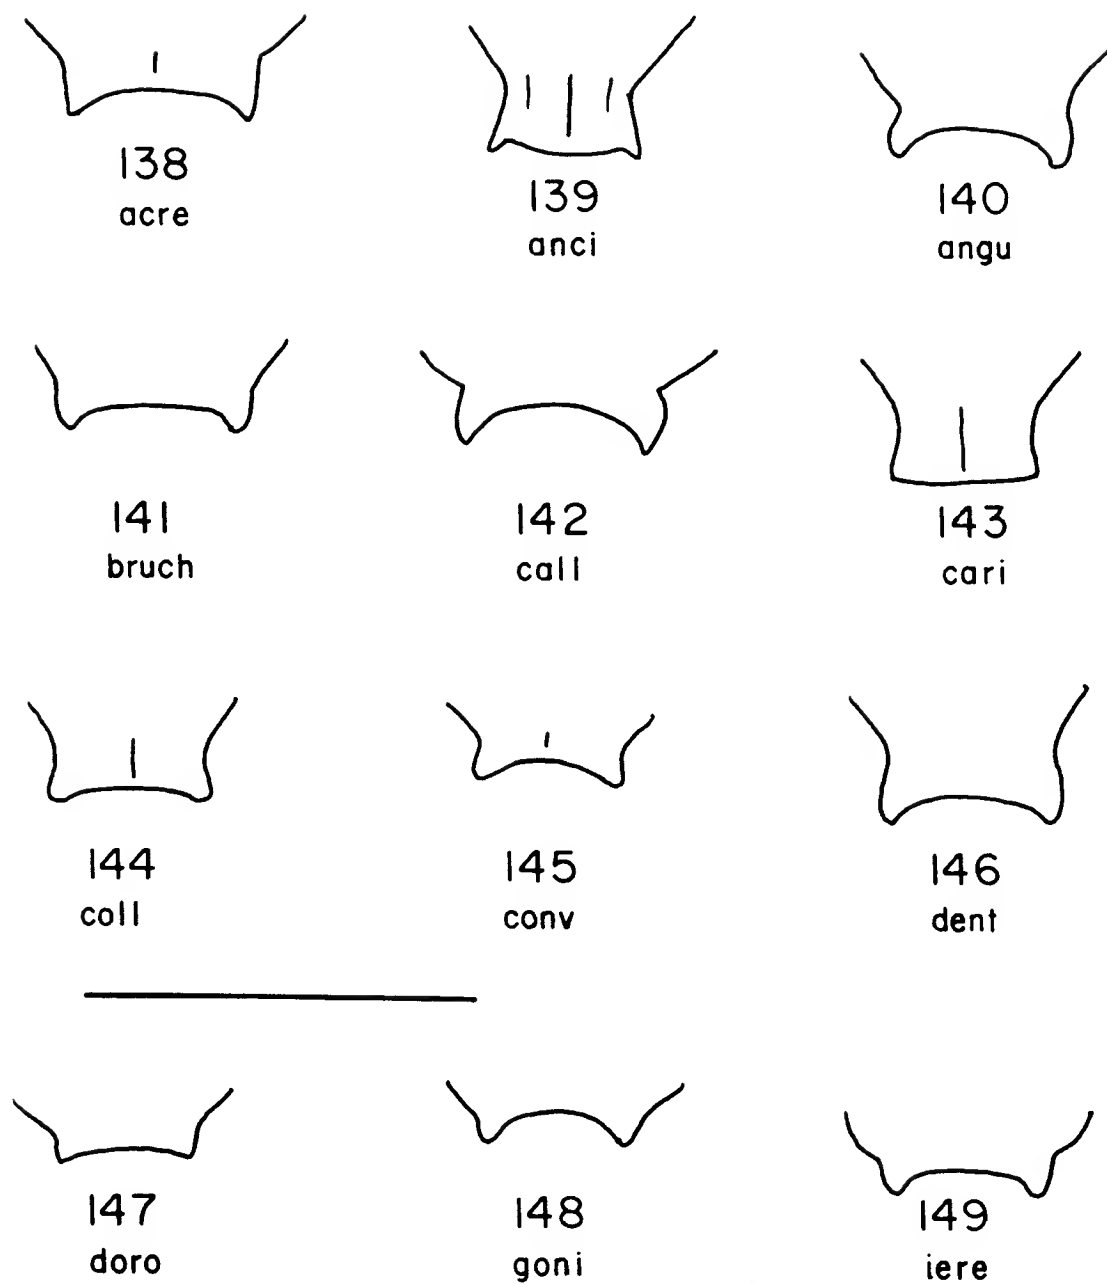 138
acre
139
anci
140
angu
141
bruch
142
call
143
cari
144
coll
145
conv
146
dent
147
doro
148
goni
149
iere